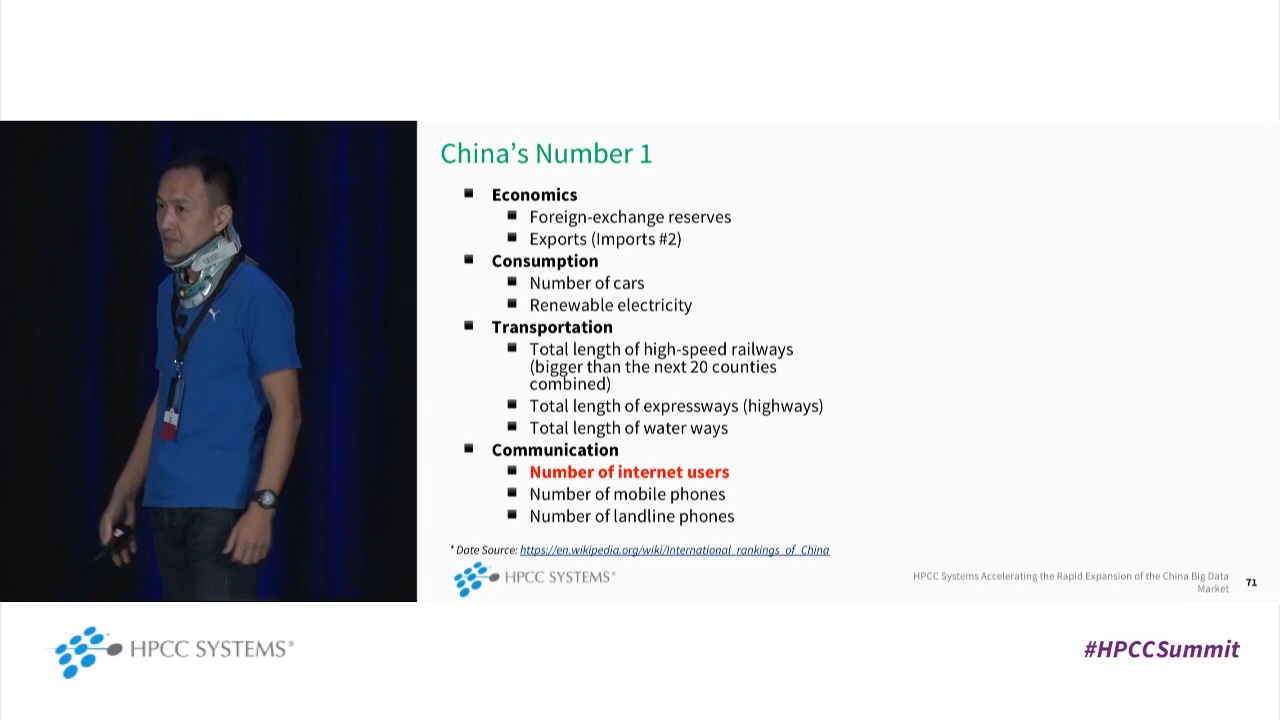 China's Number 1
Economics
Foreign-exchange reserves
Exports (Imports #2)
Consumption
Number of cars
Renewable electricity
Transportation
Total length of high-speed railways
(bigger than the next 20 counties
combined)
Total length of expressways (highways)
Total length of water ways
Communication
Number of internet users
Number of mobile phones
Number of landline phones
* Date Source: https://en.wikipedia.org/wiki/International_rankings_of_China
HPCC SYSTEMS®
HPCC Systems Accelerating the Rapid Expansion of the China Big Data
Market
71
HPCC SYSTEMS®
#HPCCSummit